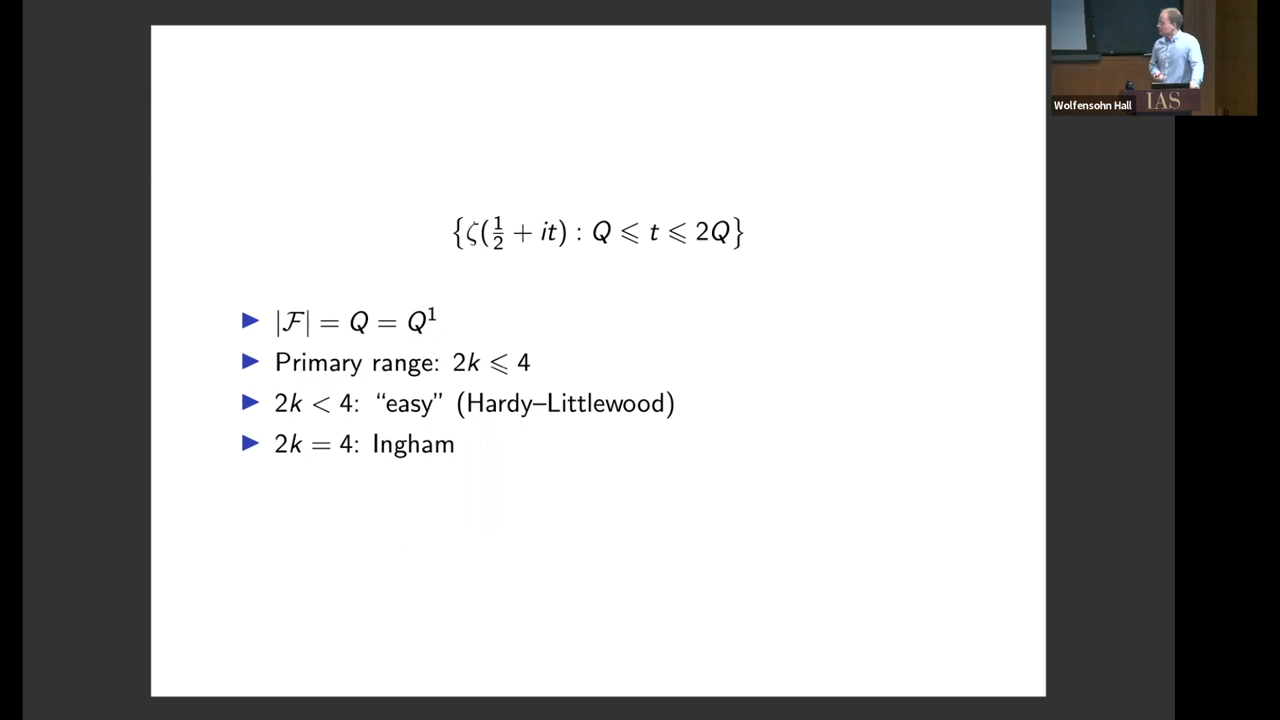 {ζ(1/2 + it) : Q ⩽ t ⩽ 2Q}
▶ |ℱ| = Q = Q¹
▶ Primary range: 2k ⩽ 4
▶ 2k < 4: “easy” (Hardy–Littlewood)
▶ 2k = 4: Ingham
Wolfensohn Hall
IAS